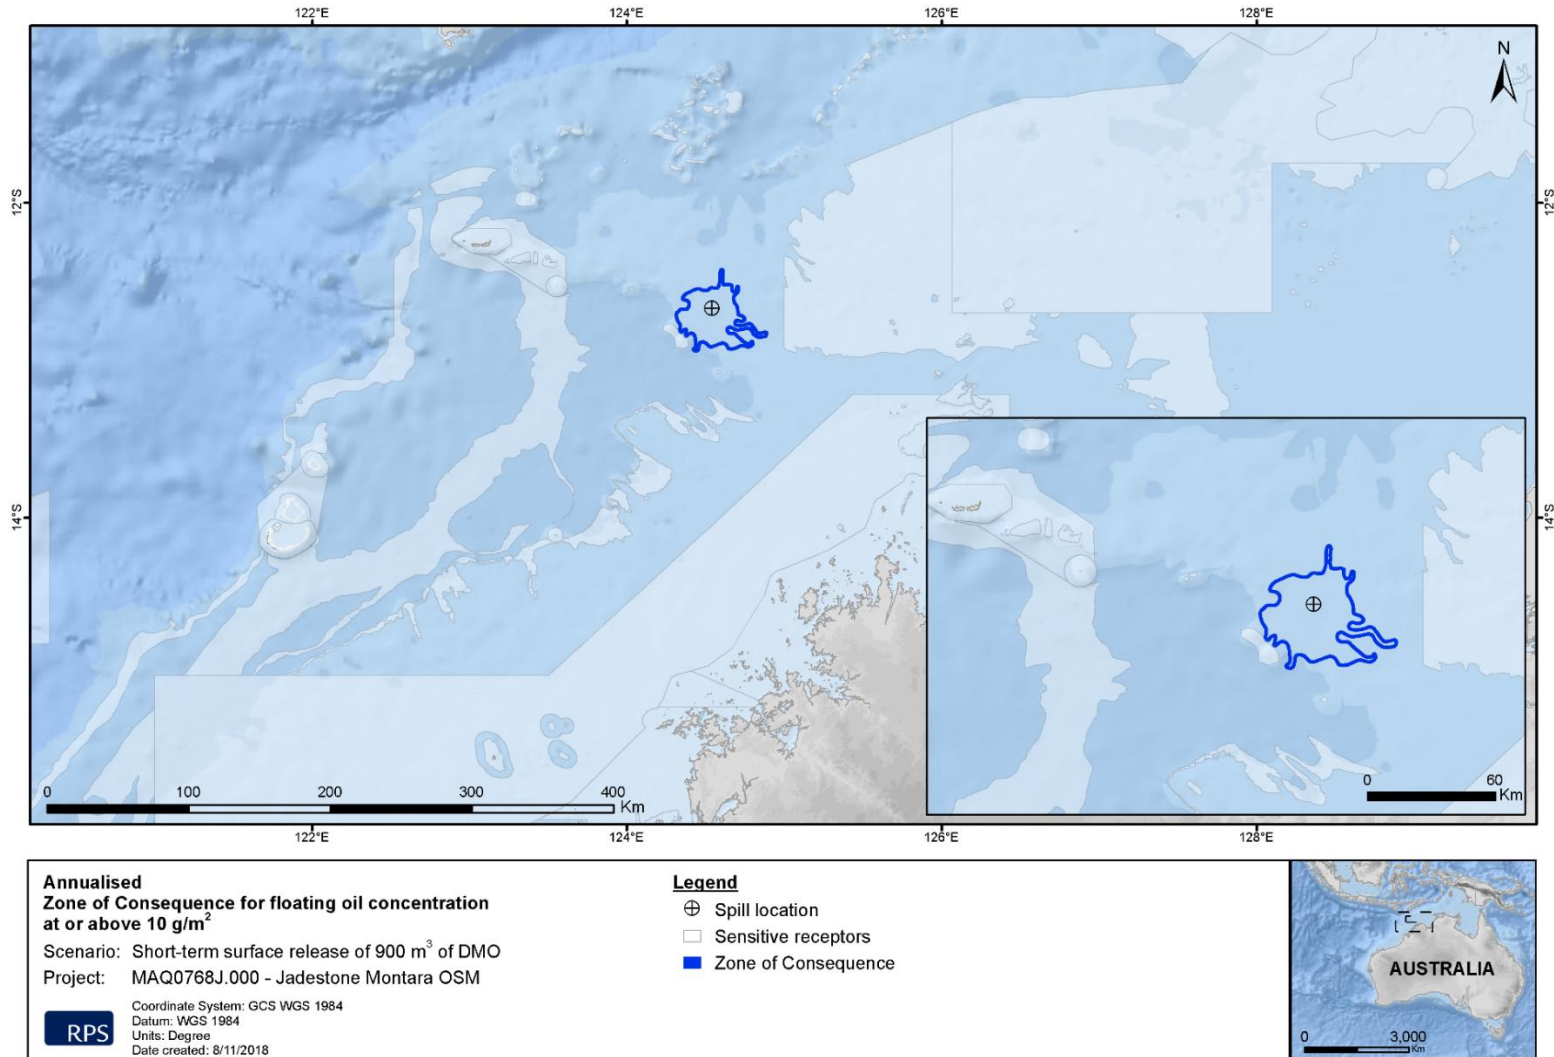 122°E
124°E
126°E
128°E
N
12°S
12°S
14°S
14°S
0 100 200 300 400 Km
0 60 Km
122°E
124°E
126°E
128°E
Annualised
Zone of Consequence for floating oil concentration
at or above 10 g/m²
Scenario: Short-term surface release of 900 m³ of DMO
Project: MAQ0768J.000 - Jadestone Montara OSM
RPS
Coordinate System: GCS WGS 1984
Datum: WGS 1984
Units: Degree
Date created: 8/11/2018
Legend
Spill location
Sensitive receptors
Zone of Consequence
AUSTRALIA
0 3,000 Km